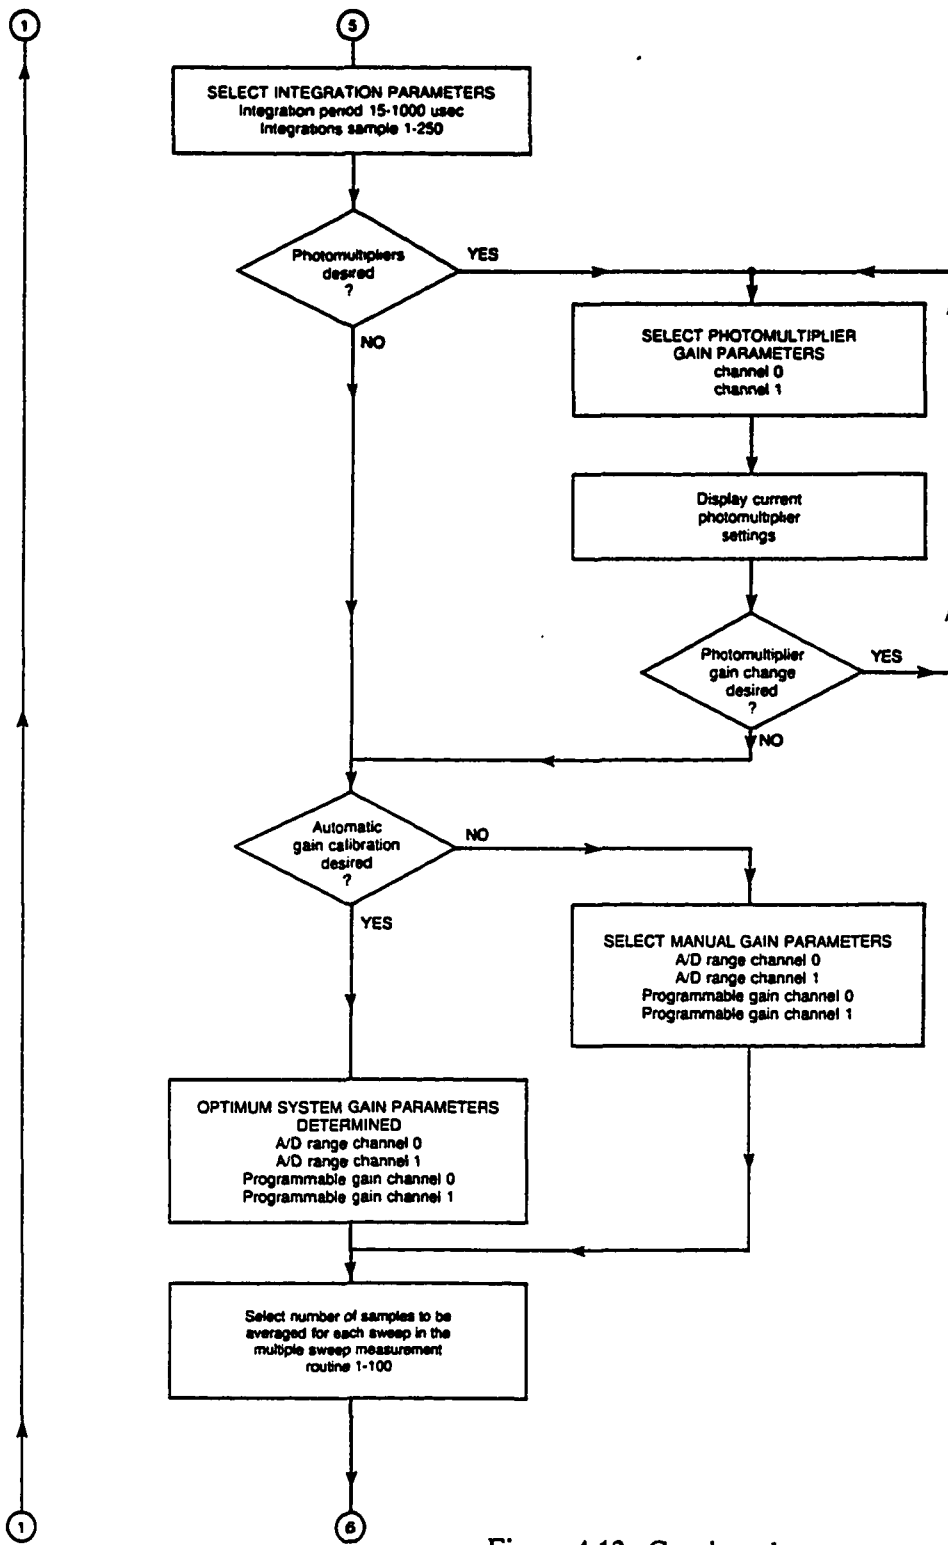 1
5
SELECT INTEGRATION PARAMETERS
Integration period 15-1000 usec
Integrations sample 1-250
Photomultipliers
desired
?
YES
NO
SELECT PHOTOMULTIPLIER
GAIN PARAMETERS
channel 0
channel 1
Display current
photomultiplier
settings
Photomultiplier
gain change
desired
?
YES
NO
Automatic
gain calibration
desired
?
NO
YES
SELECT MANUAL GAIN PARAMETERS
A/D range channel 0
A/D range channel 1
Programmable gain channel 0
Programmable gain channel 1
OPTIMUM SYSTEM GAIN PARAMETERS
DETERMINED
A/D range channel 0
A/D range channel 1
Programmable gain channel 0
Programmable gain channel 1
Select number of samples to be
averaged for each sweep in the
multiple sweep measurement
routine 1-100
1
6